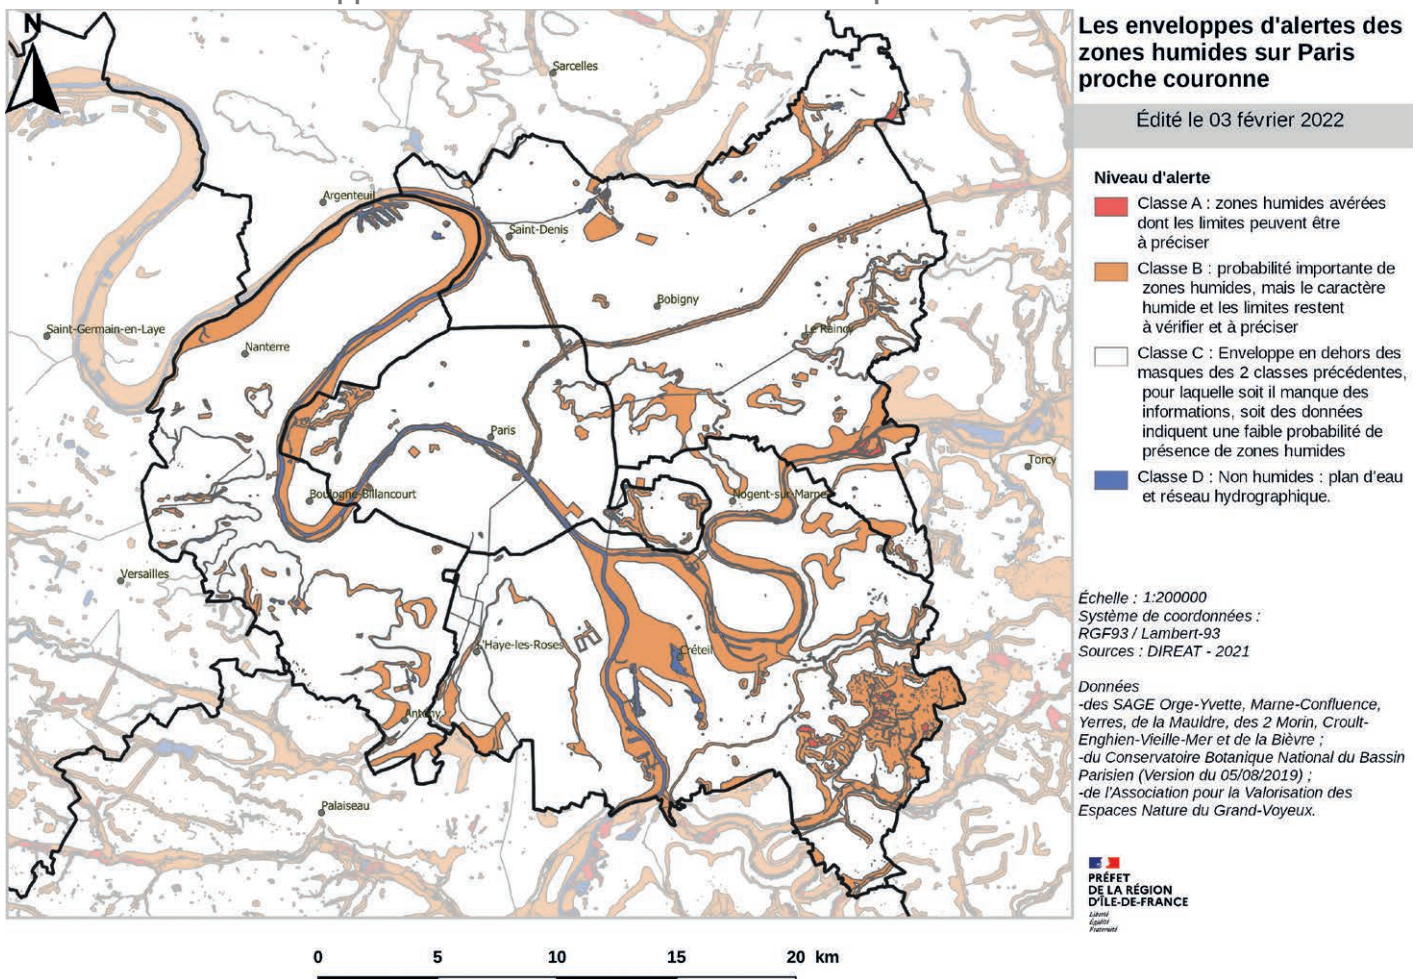 N
Sarcelles
Argenteuil
Saint-Denis
Bobigny
Saint-Germain-en-Laye
Le Raincy
Nanterre
Paris
Torcy
Boulogne-Billancourt
Nogent-sur-Marne
Versailles
L'Haye-les-Roses
Créteil
Antony
Palaiseau
0 5 10 15 20 km
Les enveloppes d'alertes des
zones humides sur Paris
proche couronne
Édité le 03 février 2022
Niveau d'alerte
Classe A : zones humides avérées
dont les limites peuvent être
à préciser
Classe B : probabilité importante de
zones humides, mais le caractère
humide et les limites restent
à vérifier et à préciser
Classe C : Enveloppe en dehors des
masques des 2 classes précédentes,
pour laquelle soit il manque des
informations, soit des données
indiquent une faible probabilité de
présence de zones humides
Classe D : Non humides : plan d'eau
et réseau hydrographique.
Échelle : 1:200000
Système de coordonnées :
RGF93 / Lambert-93
Sources : DIREAT - 2021
Données
-des SAGE Orge-Yvette, Marne-Confluence,
Yerres, de la Mauldre, des 2 Morin, Croult-
Enghien-Vieille-Mer et de la Bièvre ;
-du Conservatoire Botanique National du Bassin
Parisien (Version du 05/08/2019) ;
-de l'Association pour la Valorisation des
Espaces Nature du Grand-Voyeux.
PRÉFET
DE LA RÉGION
D'ÎLE-DE-FRANCE
Liberté
Égalité
Fraternité